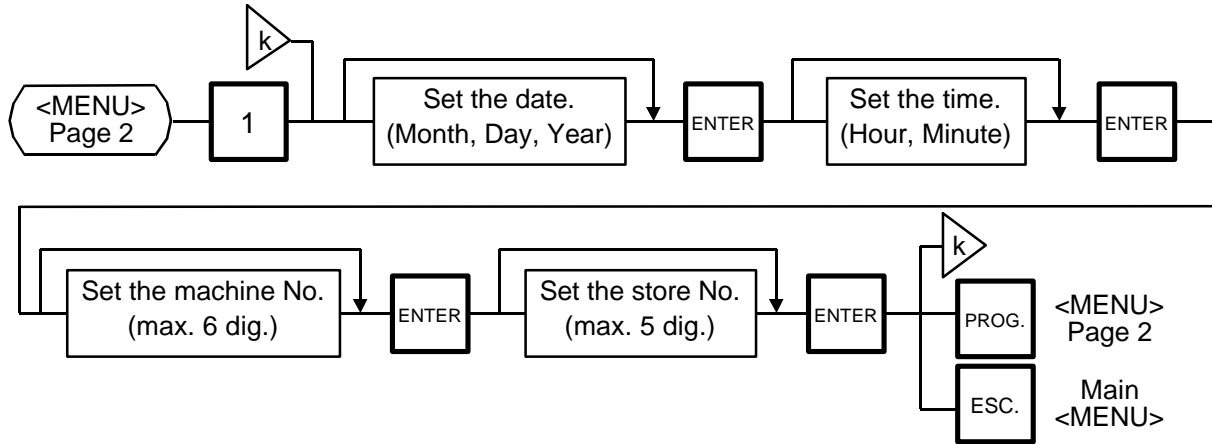 k
<MENU>
Page 2
1
Set the date.
(Month, Day, Year)
ENTER
Set the time.
(Hour, Minute)
ENTER
Set the machine No.
(max. 6 dig.)
ENTER
Set the store No.
(max. 5 dig.)
ENTER
k
PROG.
<MENU>
Page 2
ESC.
Main
<MENU>